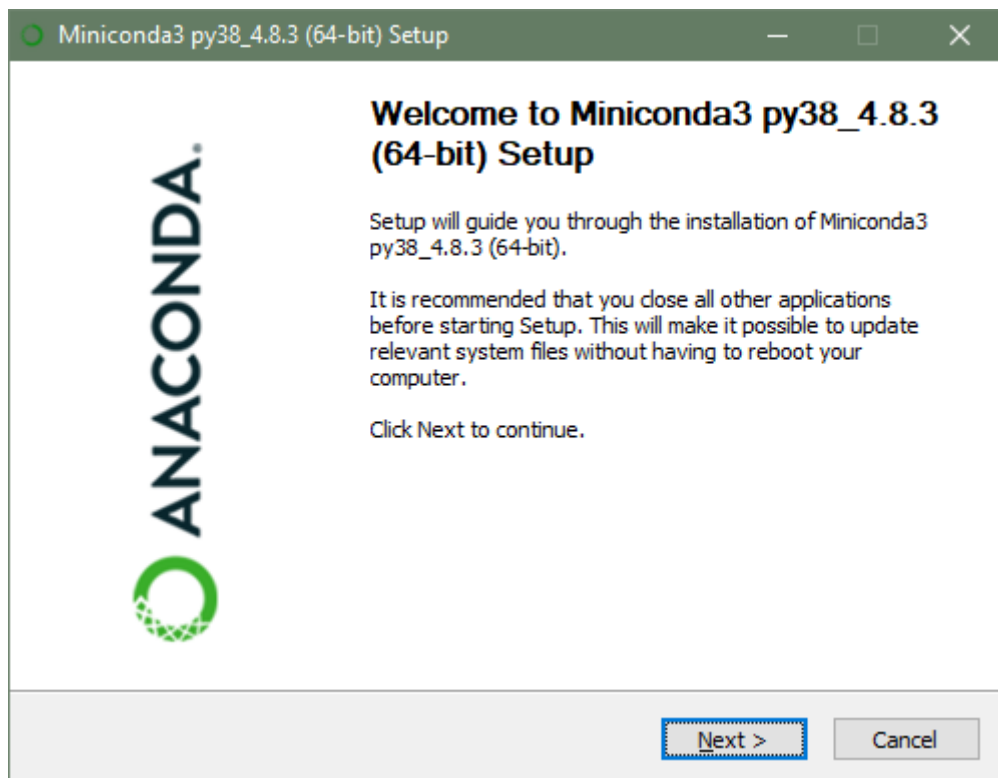 Miniconda3 py38_4.8.3 (64-bit) Setup
Welcome to Miniconda3 py38_4.8.3
(64-bit) Setup
Setup will guide you through the installation of Miniconda3
py38_4.8.3 (64-bit).
It is recommended that you close all other applications
before starting Setup. This will make it possible to update
relevant system files without having to reboot your
computer.
Click Next to continue.
ANACONDA.
Next >
Cancel